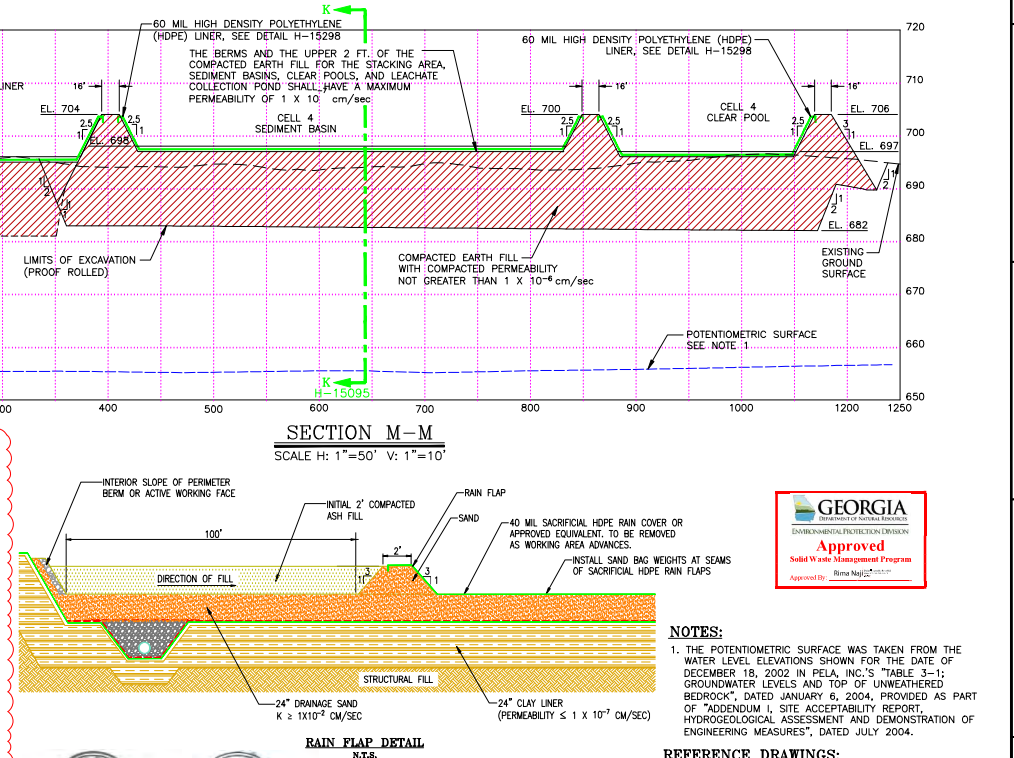 K
720
60 MIL HIGH DENSITY POLYETHYLENE
(HDPE) LINER, SEE DETAIL H-15298
60 MIL HIGH DENSITY POLYETHYLENE (HDPE)
LINER, SEE DETAIL H-15298
THE BERMS AND THE UPPER 2 FT. OF THE
COMPACTED EARTH FILL FOR THE STACKING AREA,
SEDIMENT BASINS, CLEAR POOLS, AND LEACHATE
COLLECTION POND SHALL HAVE A MAXIMUM
PERMEABILITY OF 1 X 10⁻⁷ cm/sec
LINER
16'
16'
16'
710
EL. 704
EL. 700
EL. 706
CELL 4
SEDIMENT BASIN
CELL 4
CLEAR POOL
2.5
1
2.5
1
2.5
1
2.5
1
2.5
1
3
1
700
EL. 698
EL. 697
1
2
1
1
2
1
2
690
EL. 682
680
LIMITS OF EXCAVATION
(PROOF ROLLED)
COMPACTED EARTH FILL
WITH COMPACTED PERMEABILITY
NOT GREATER THAN 1 X 10⁻⁶ cm/sec
EXISTING
GROUND
SURFACE
670
POTENTIOMETRIC SURFACE
SEE NOTE 1
660
K
H-15095
650
00 400 500 600 700 800 900 1000 1100 1200 1250
SECTION M-M
SCALE H: 1"=50' V: 1"=10'
INTERIOR SLOPE OF PERIMETER
BERM OR ACTIVE WORKING FACE
INITIAL 2' COMPACTED
ASH FILL
RAIN FLAP
SAND
40 MIL SACRIFICIAL HDPE RAIN COVER OR
APPROVED EQUIVALENT. TO BE REMOVED
AS WORKING AREA ADVANCES.
INSTALL SAND BAG WEIGHTS AT SEAMS
OF SACRIFICIAL HDPE RAIN FLAPS
100'
2'
3
1
3
1
DIRECTION OF FILL
STRUCTURAL FILL
24" DRAINAGE SAND
K ≥ 1X10⁻² CM/SEC
24" CLAY LINER
(PERMEABILITY ≤ 1 X 10⁻⁷ CM/SEC)
RAIN FLAP DETAIL
N.T.S.
GEORGIA
DEPARTMENT OF NATURAL RESOURCES
ENVIRONMENTAL PROTECTION DIVISION
Approved
Solid Waste Management Program
Approved By: Rima Naji
NOTES:
1. THE POTENTIOMETRIC SURFACE WAS TAKEN FROM THE
WATER LEVEL ELEVATIONS SHOWN FOR THE DATE OF
DECEMBER 18, 2002 IN PELA, INC.'S "TABLE 3-1;
GROUNDWATER LEVELS AND TOP OF UNWEATHERED
BEDROCK", DATED JANUARY 6, 2004, PROVIDED AS PART
OF "ADDENDUM I, SITE ACCEPTABILITY REPORT,
HYDROGEOLOGICAL ASSESSMENT AND DEMONSTRATION OF
ENGINEERING MEASURES", DATED JULY 2004.
REFERENCE DRAWINGS: